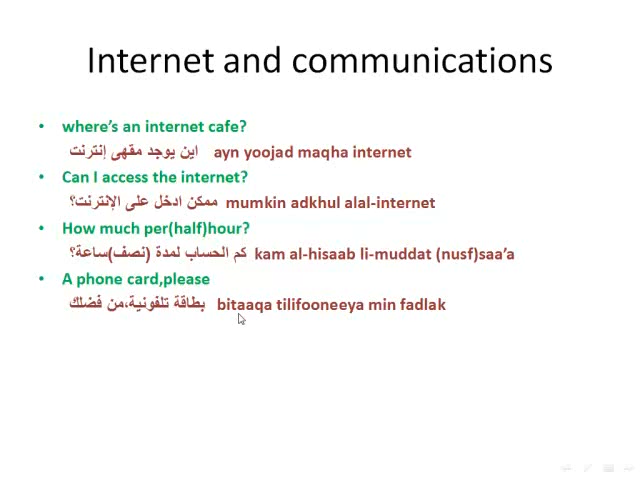 Internet and communications
• where's an internet cafe?
اين يوجد مقهى إنترنت ayn yoojad maqha internet
• Can I access the internet?
ممكن ادخل على الإنترنت؟ mumkin adkhul alal-internet
• How much per(half)hour?
كم الحساب لمدة (نصف)ساعة؟ kam al-hisaab li-muddat (nusf)saa'a
• A phone card,please
بطاقة تلفونية،من فضلك bitaaqa tilifooneeya min fadlak